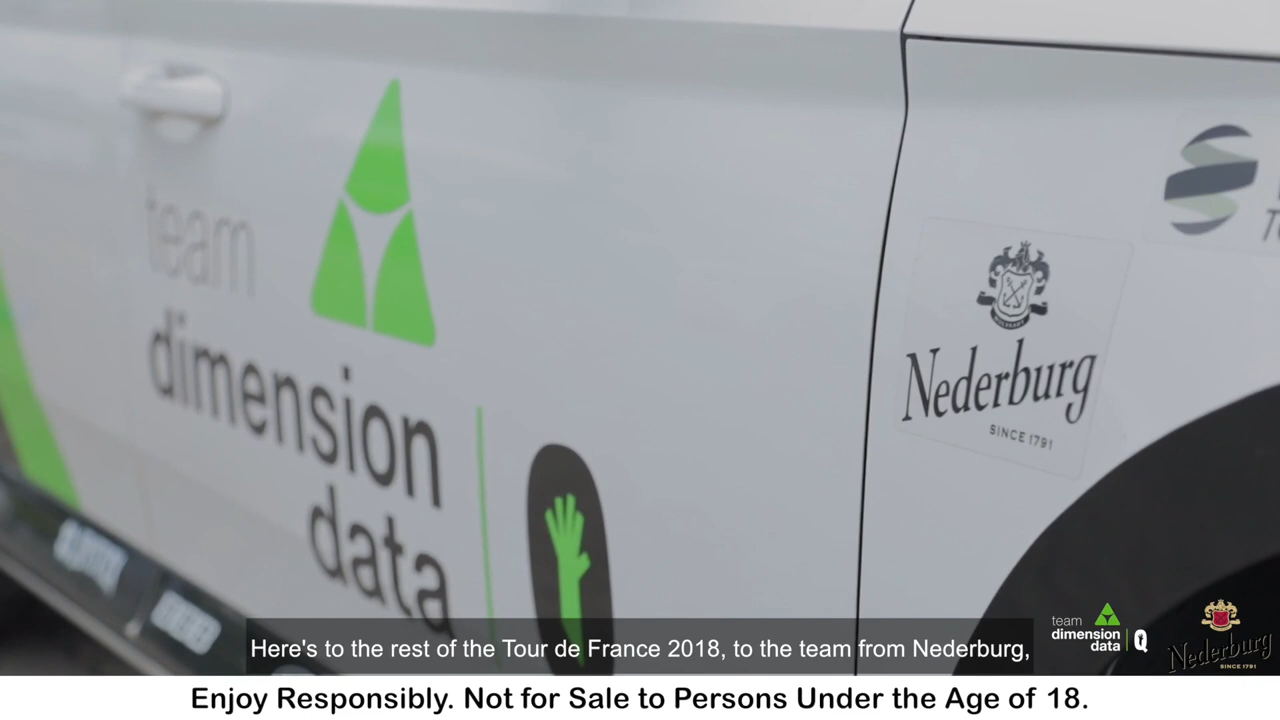 team
dimension
data
Nederburg
SINCE 1791
Here's to the rest of the Tour de France 2018, to the team from Nederburg,
team
dimension
data
Q
Nederburg
SINCE 1791
Enjoy Responsibly. Not for Sale to Persons Under the Age of 18.